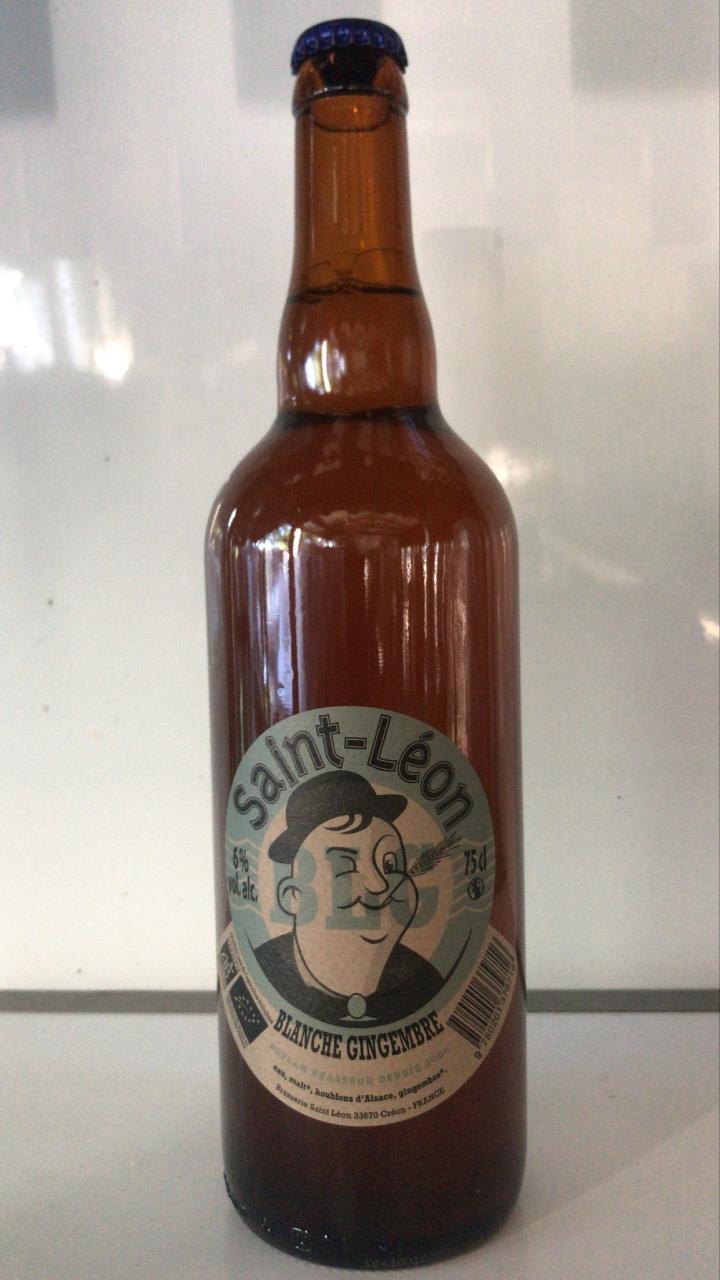 Saint-Léon
6%
vol. alc.
75 cl
BLG
BLANCHE GINGEMBRE
PAYSAN BRASSEUR DEPUIS
eau, malt*, houblons d'Alsace, gingembre*.
Brasserie Saint Léon 33670 Créon - FRANCE